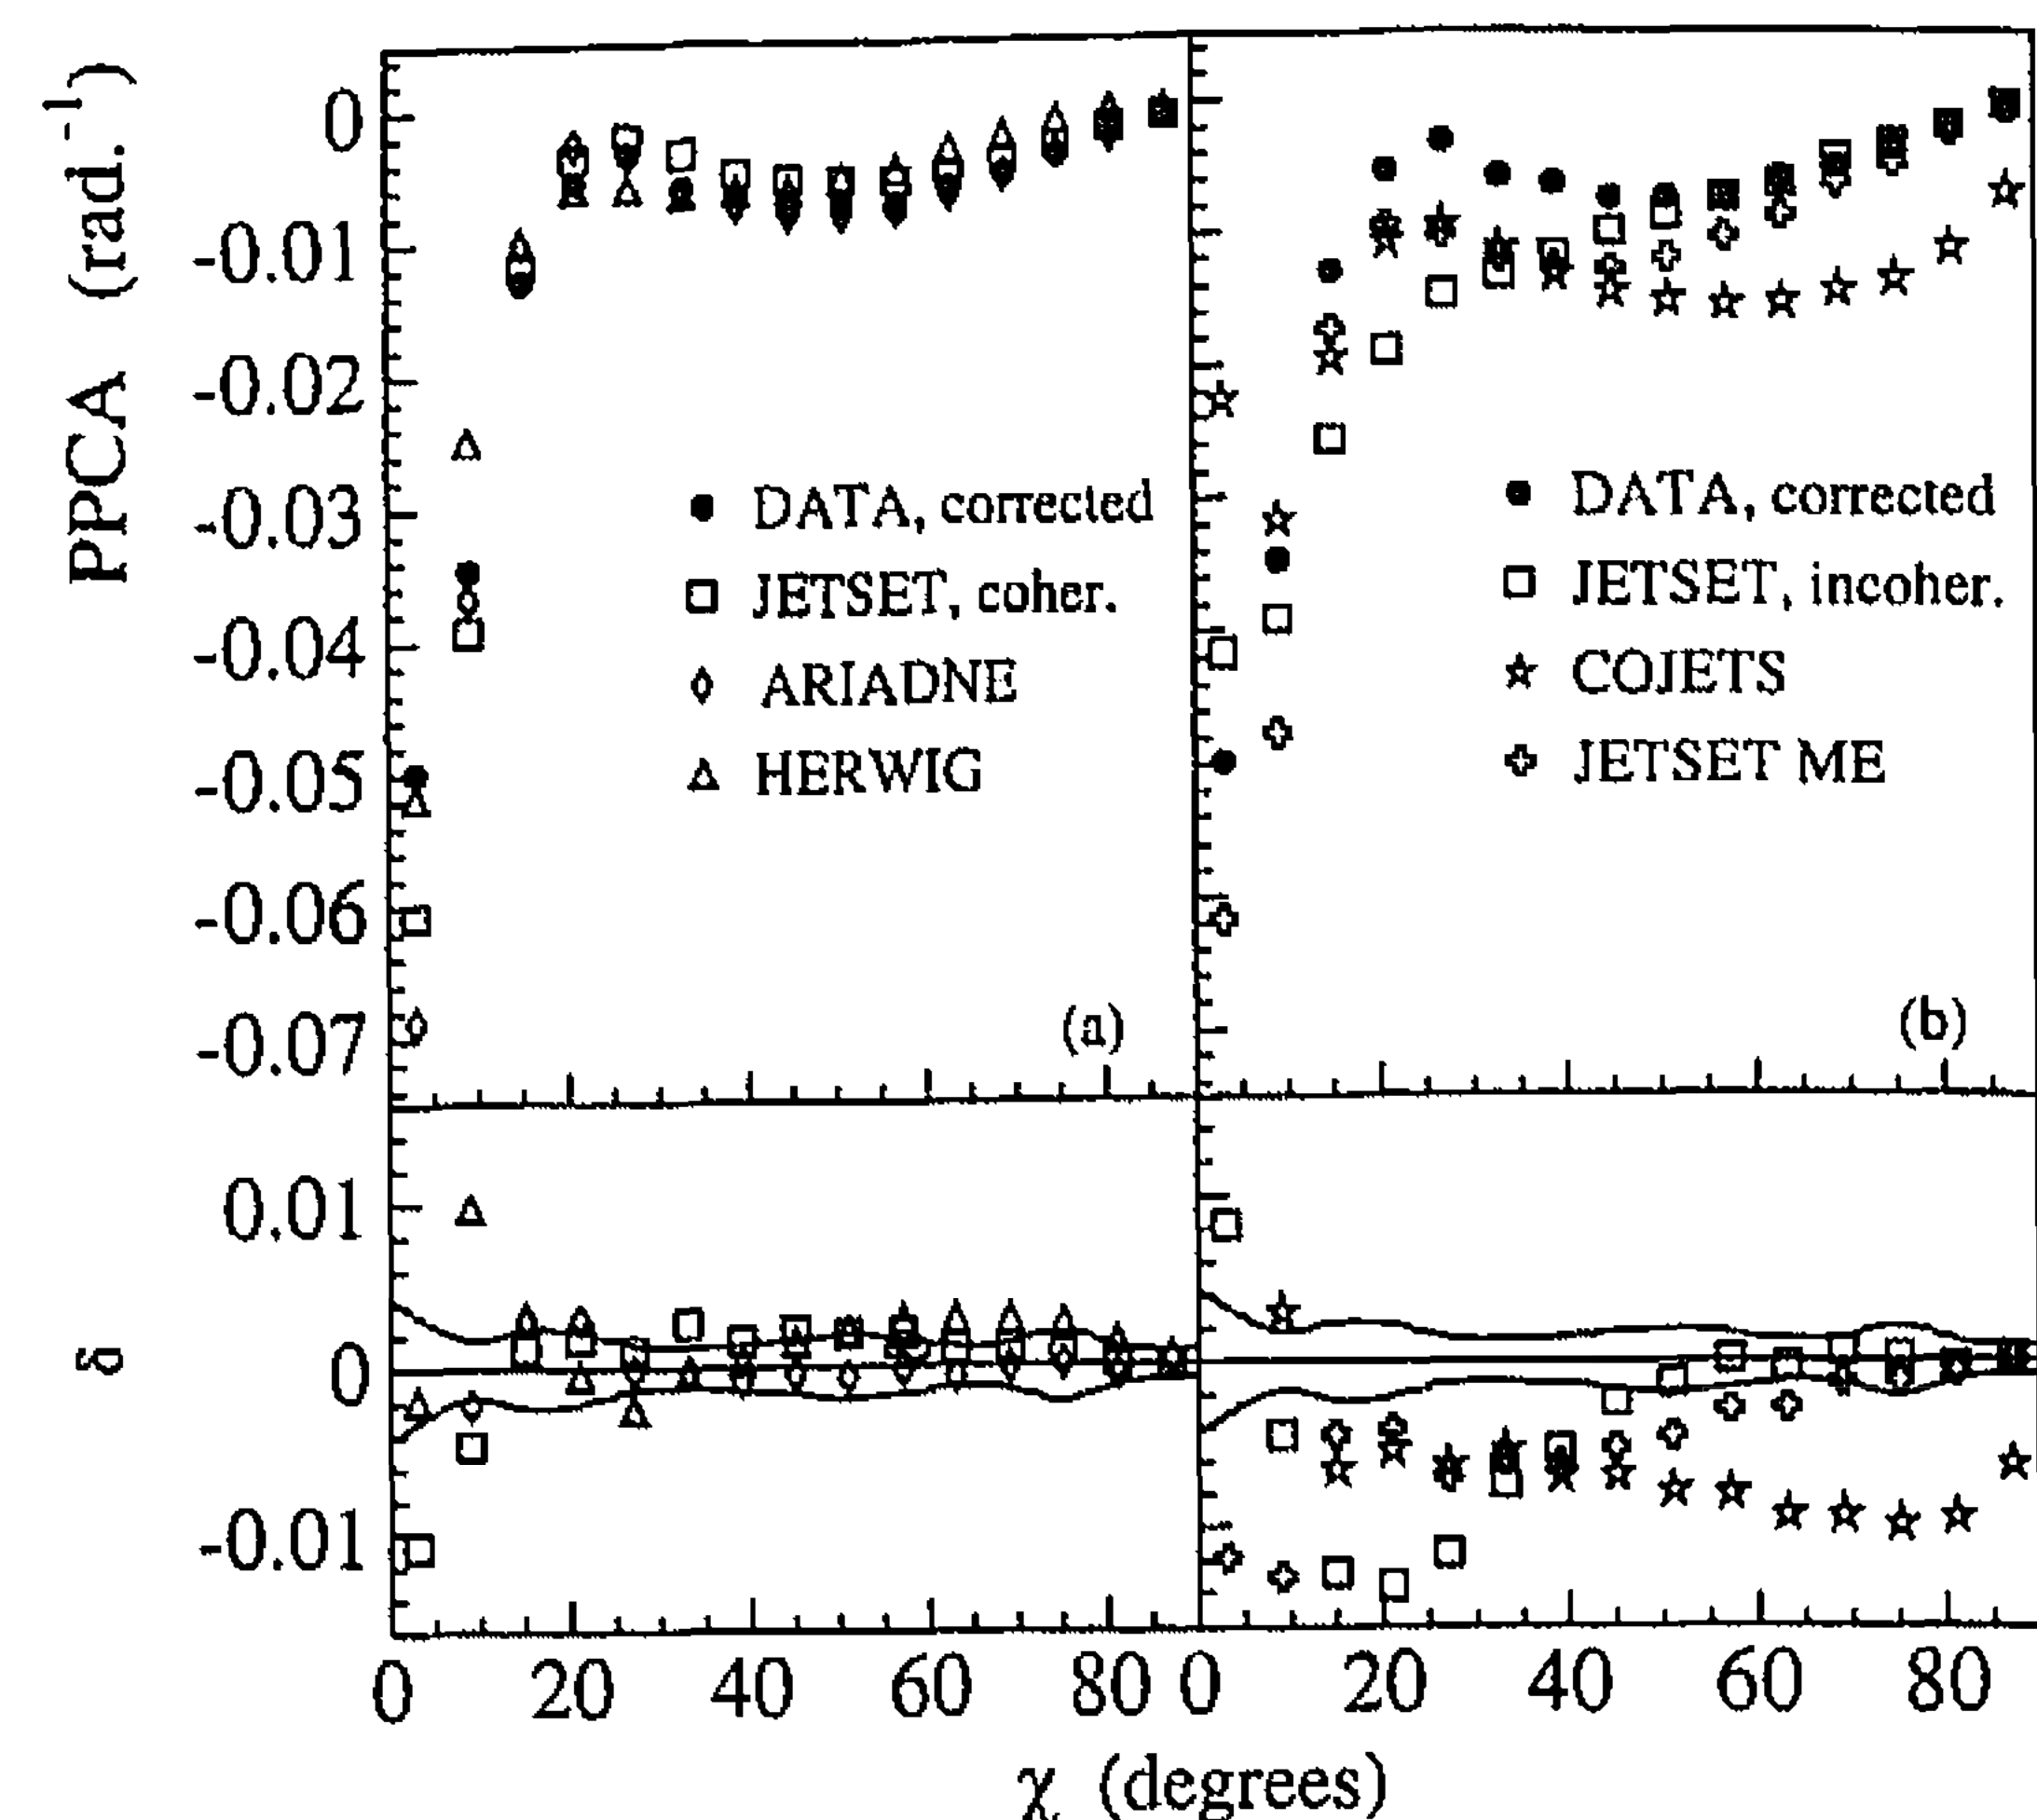 PPCA (rad.⁻¹)
0
-0.01
-0.02
-0.03
-0.04
-0.05
-0.06
-0.07
DATA, corrected
JETSET, coher.
ARIADNE
HERWIG
(a)
DATA, corrected
JETSET, incoher.
COJETS
JETSET ME
(b)
δ
0.01
0
-0.01
0 20 40 60 80 0 20 40 60 80
χ (degrees)